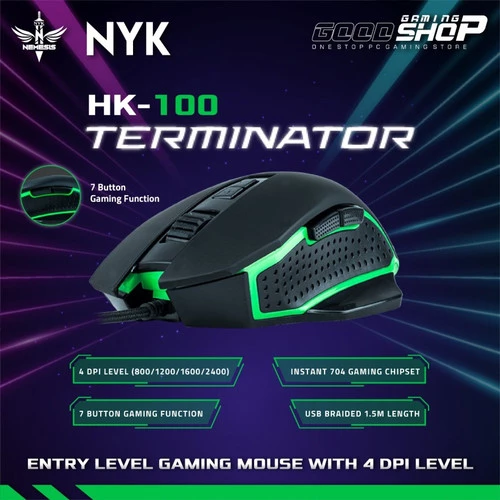 NYK
NEMESIS
NYK
GAMING
GOODSHOP
ONE STOP PC GAMING STORE
HK-100
TERMINATOR
7 Button
Gaming Function
4 DPI LEVEL (800/1200/1600/2400)
INSTANT 704 GAMING CHIPSET
7 BUTTON GAMING FUNCTION
USB BRAIDED 1.5M LENGTH
ENTRY LEVEL GAMING MOUSE WITH 4 DPI LEVEL